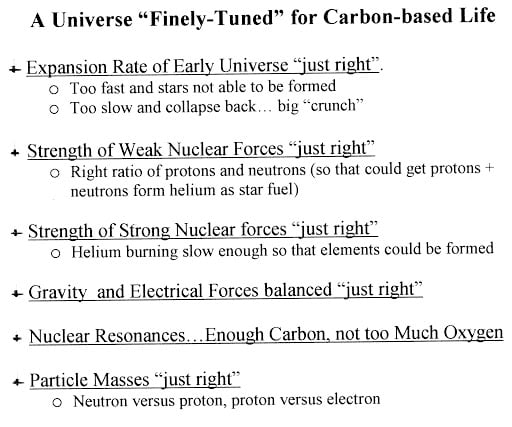 A Universe “Finely-Tuned” for Carbon-based Life
+ Expansion Rate of Early Universe “just right”.
o Too fast and stars not able to be formed
o Too slow and collapse back… big “crunch”
+ Strength of Weak Nuclear Forces “just right”
o Right ratio of protons and neutrons (so that could get protons +
neutrons form helium as star fuel)
+ Strength of Strong Nuclear forces “just right”
o Helium burning slow enough so that elements could be formed
+ Gravity and Electrical Forces balanced “just right”
+ Nuclear Resonances…Enough Carbon, not too Much Oxygen
+ Particle Masses “just right”
o Neutron versus proton, proton versus electron